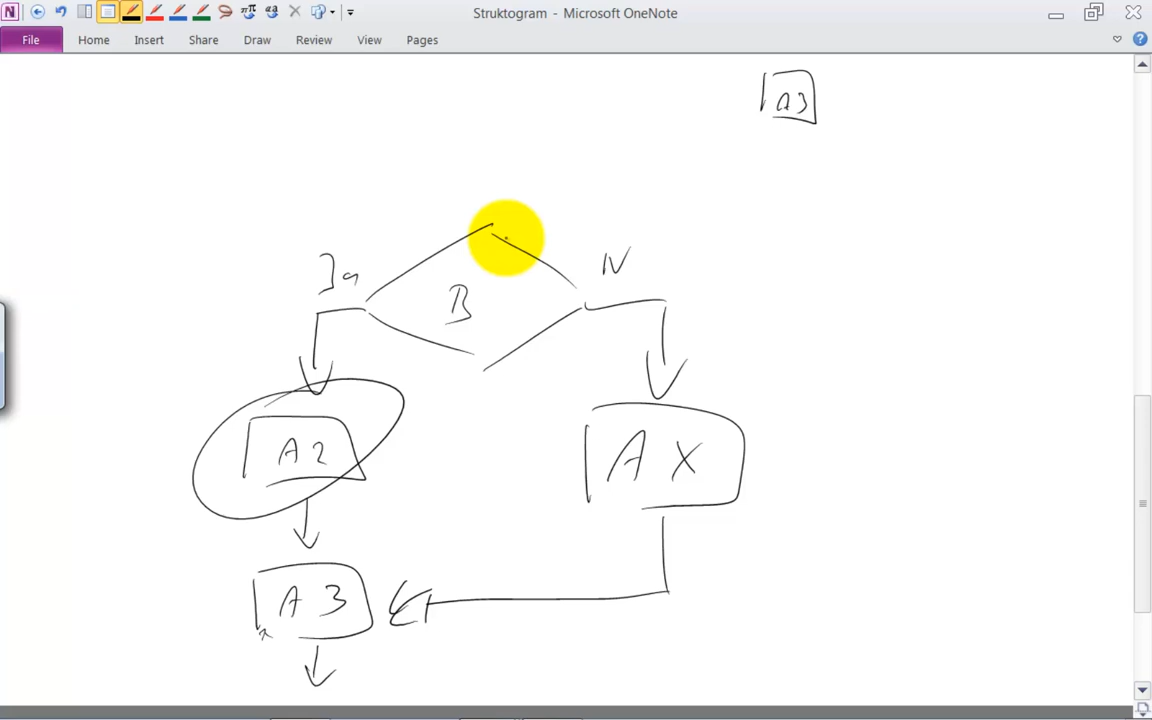 Struktogram - Microsoft OneNote
File Home Insert Share Draw Review View Pages
A3
Ja
N
B
A2
AX
A3